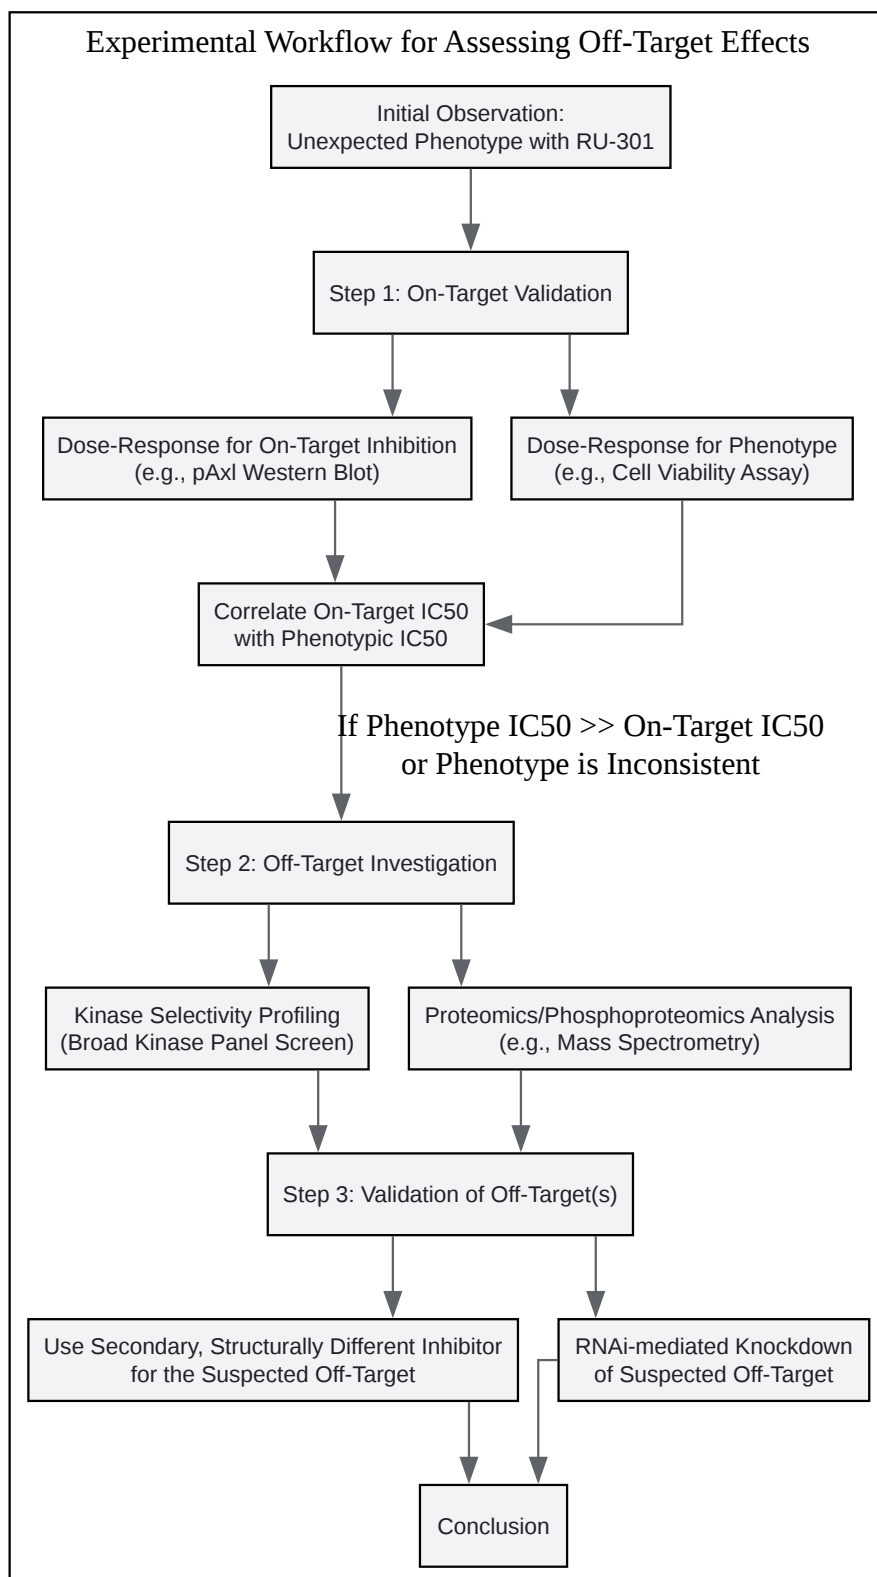 Experimental Workflow for Assessing Off-Target Effects
Initial Observation:
Unexpected Phenotype with RU-301
Step 1: On-Target Validation
Dose-Response for On-Target Inhibition
(e.g., pAxl Western Blot)
Dose-Response for Phenotype
(e.g., Cell Viability Assay)
Correlate On-Target IC50
with Phenotypic IC50
If Phenotype IC50 >> On-Target IC50
or Phenotype is Inconsistent
Step 2: Off-Target Investigation
Kinase Selectivity Profiling
(Broad Kinase Panel Screen)
Proteomics/Phosphoproteomics Analysis
(e.g., Mass Spectrometry)
Step 3: Validation of Off-Target(s)
Use Secondary, Structurally Different Inhibitor
for the Suspected Off-Target
RNAi-mediated Knockdown
of Suspected Off-Target
Conclusion